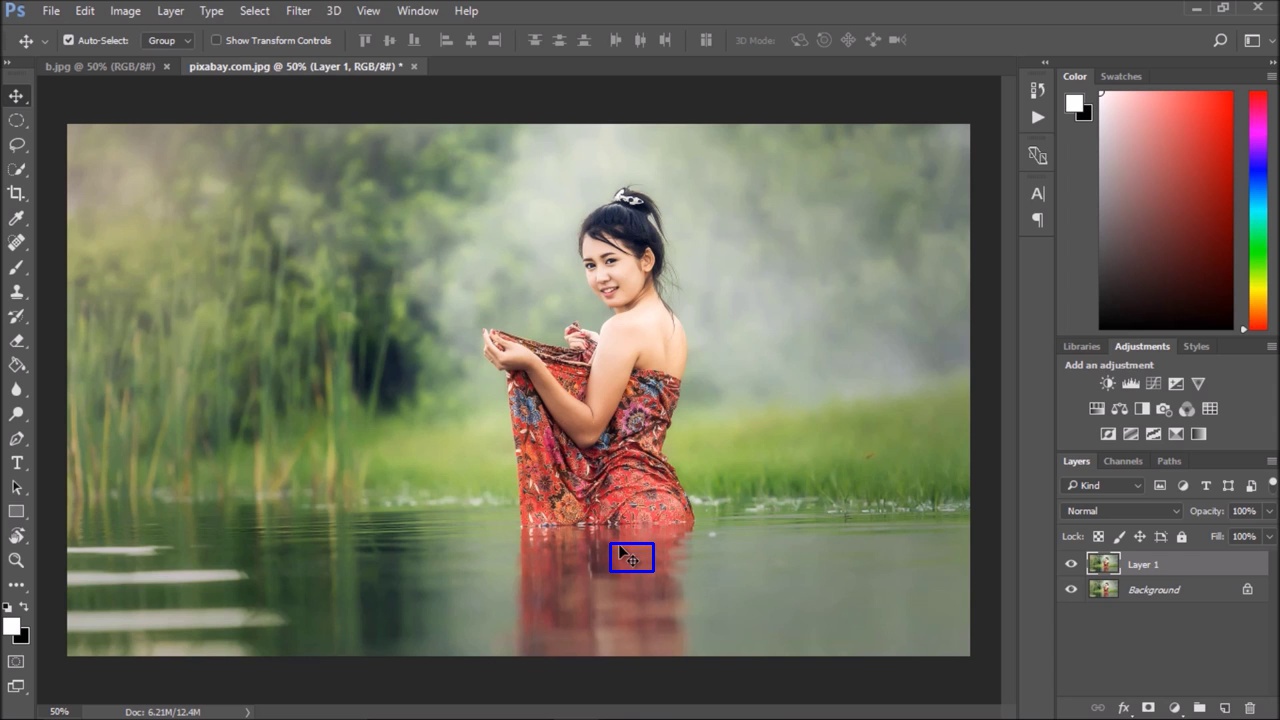 Ps File Edit Image Layer Type Select Filter 3D View Window Help
Auto-Select: Group Show Transform Controls 3D Mode:
b.jpg @ 50% (RGB/8#) × pixabay.com.jpg @ 50% (Layer 1, RGB/8#) * ×
Color Swatches
Libraries Adjustments Styles
Add an adjustment
Layers Channels Paths
Kind
Normal Opacity: 100%
Lock: Fill: 100%
Layer 1
Background
50% Doc: 6.21M/12.4M